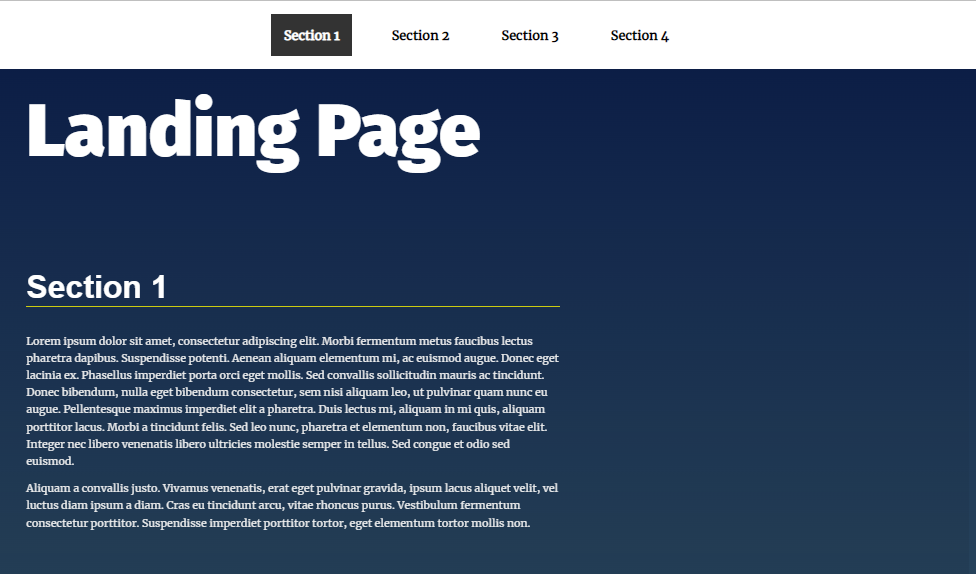 Section 1 Section 2 Section 3 Section 4
Landing Page
Section 1
Lorem ipsum dolor sit amet, consectetur adipiscing elit. Morbi fermentum metus faucibus lectus
pharetra dapibus. Suspendisse potenti. Aenean aliquam elementum mi, ac euismod augue. Donec eget
lacinia ex. Phasellus imperdiet porta orci eget mollis. Sed convallis sollicitudin mauris ac tincidunt.
Donec bibendum, nulla eget bibendum consectetur, sem nisi aliquam leo, ut pulvinar quam nunc eu
augue. Pellentesque maximus imperdiet elit a pharetra. Duis lectus mi, aliquam in mi quis, aliquam
porttitor lacus. Morbi a tincidunt felis. Sed leo nunc, pharetra et elementum non, faucibus vitae elit.
Integer nec libero venenatis libero ultricies molestie semper in tellus. Sed congue et odio sed
euismod.
Aliquam a convallis justo. Vivamus venenatis, erat eget pulvinar gravida, ipsum lacus aliquet velit, vel
luctus diam ipsum a diam. Cras eu tincidunt arcu, vitae rhoncus purus. Vestibulum fermentum
consectetur porttitor. Suspendisse imperdiet porttitor tortor, eget elementum tortor mollis non.